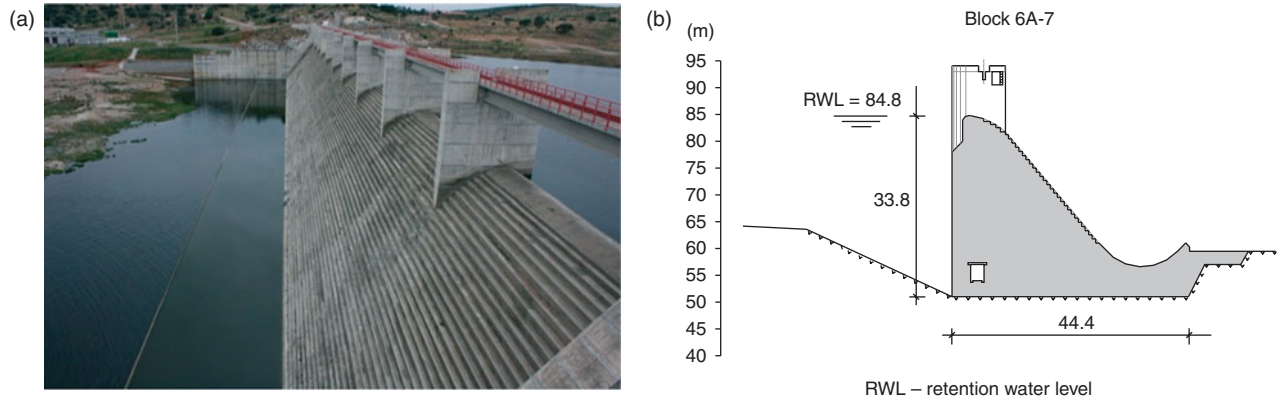 (a)
(b)
(m)
Block 6A-7
95
90
85
80
75
70
65
60
55
50
45
40
RWL = 84.8
33.8
44.4
RWL – retention water level